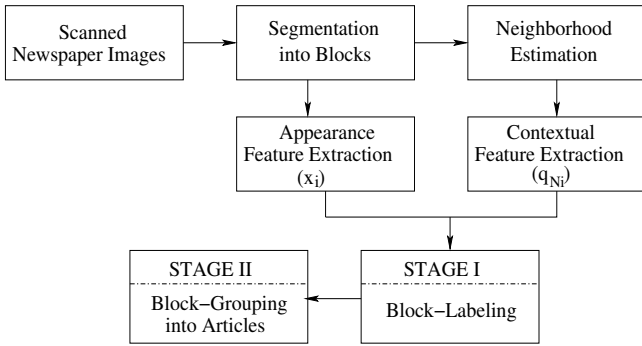 Scanned
Newspaper Images
Segmentation
into Blocks
Neighborhood
Estimation
Appearance
Feature Extraction
(x_i)
Contextual
Feature Extraction
(q_Ni)
STAGE II
Block−Grouping
into Articles
STAGE I
Block−Labeling